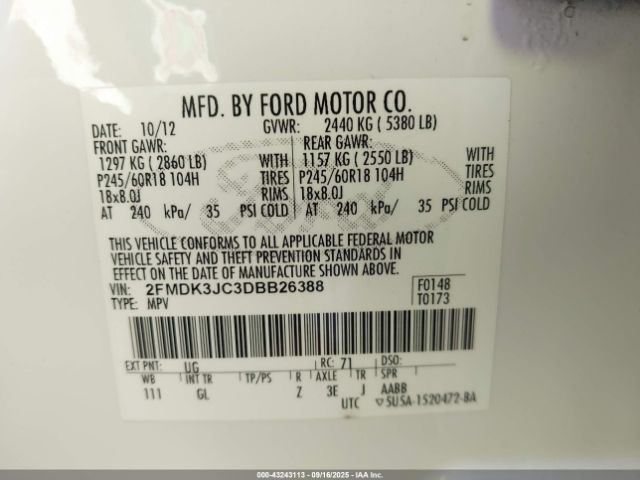 MFD. BY FORD MOTOR CO.
DATE: 10/12 GVWR: 2440 KG ( 5380 LB)
FRONT GAWR: REAR GAWR:
1297 KG ( 2860 LB) WITH 1157 KG ( 2550 LB) WITH
P245/60R18 104H TIRES P245/60R18 104H TIRES
18x8.0J RIMS 18x8.0J RIMS
AT 240 kPa/ 35 PSI COLD AT 240 kPa/ 35 PSI COLD
THIS VEHICLE CONFORMS TO ALL APPLICABLE FEDERAL MOTOR
VEHICLE SAFETY AND THEFT PREVENTION STANDARDS IN
EFFECT ON THE DATE OF MANUFACTURE SHOWN ABOVE.
VIN: 2FMDK3JC3DBB26388 F0148
TYPE: MPV T0173
EXT PNT: UG RC: 71 DSO:
WB INT TR TP/PS R AXLE TR SPR
111 GL Z 3E J AABB
UTC ▽5USA-1520472-BA
000-43243113 - 09/16/2025 - IAA Inc.